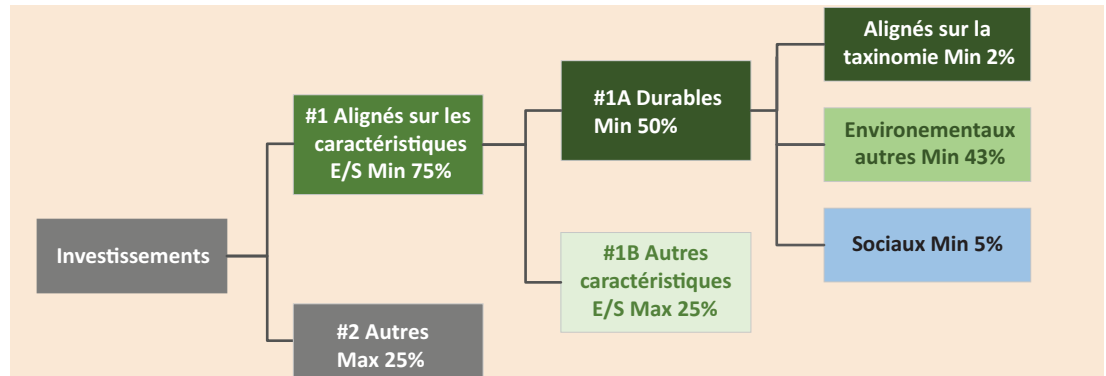 Investissements
#1 Alignés sur les
caractéristiques
E/S Min 75%
#2 Autres
Max 25%
#1A Durables
Min 50%
#1B Autres
caractéristiques
E/S Max 25%
Alignés sur la
taxinomie Min 2%
Environementaux
autres Min 43%
Sociaux Min 5%